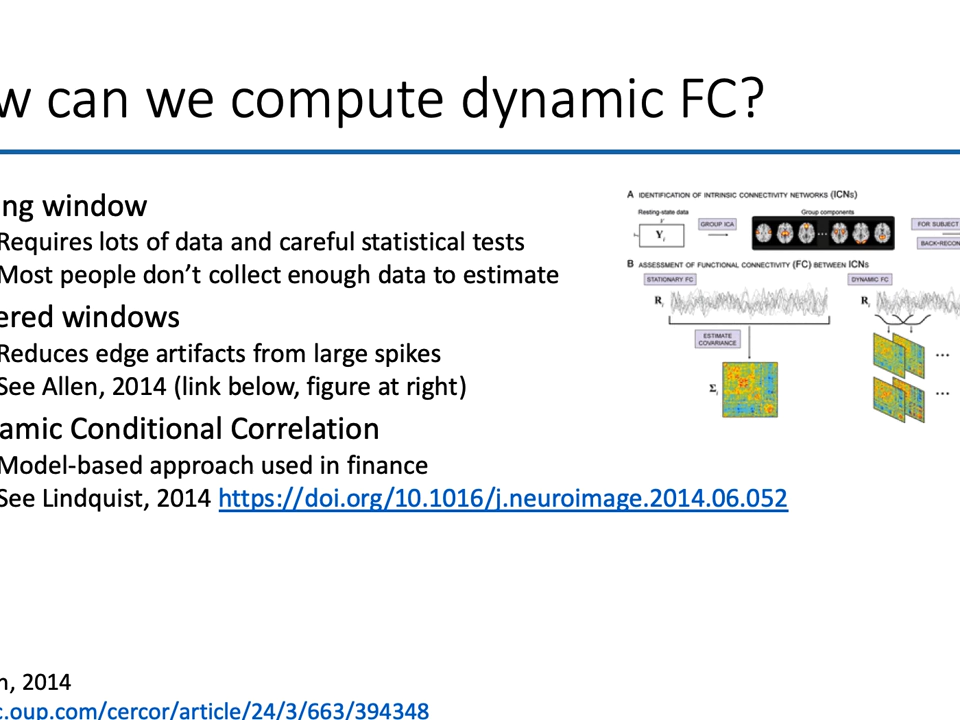 w can we compute dynamic FC?
ng window
Requires lots of data and careful statistical tests
Most people don't collect enough data to estimate
ered windows
Reduces edge artifacts from large spikes
See Allen, 2014 (link below, figure at right)
amic Conditional Correlation
Model-based approach used in finance
See Lindquist, 2014 https://doi.org/10.1016/j.neuroimage.2014.06.052
A IDENTIFICATION OF INTRINSIC CONNECTIVITY NETWORKS (ICNs)
Resting-state data
Group components
Yi
GROUP ICA
FOR SUBJECT
BACK-RECON
B ASSESSMENT OF FUNCTIONAL CONNECTIVITY (FC) BETWEEN ICNs
STATIONARY FC
DYNAMIC FC
Ri
Ri
ESTIMATE
COVARIANCE
Σi
...
...
n, 2014
c.oup.com/cercor/article/24/3/663/394348